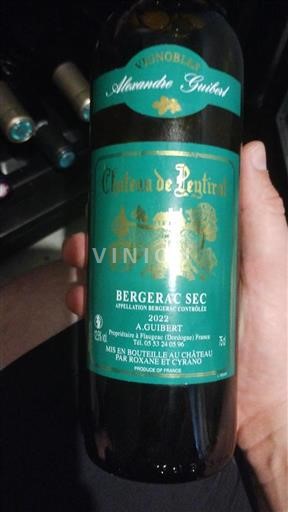 VIGNOBLES
Alexandre Guibert
Château de Peytirat
VINI
BERGERAC SEC
APPELLATION BERGERAC CONTRÔLÉE
2022
A.GUIBERT
Propriétaire à Flaugeac (Dordogne) France
Tél. 05 53 24 05 96
75cl
MIS EN BOUTEILLE AU CHÂTEAU
PAR ROXANE ET CYRANO
PRODUCE OF FRANCE